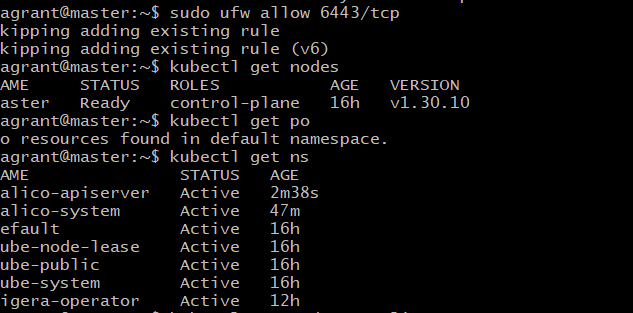 agrant@master:~$ sudo ufw allow 6443/tcp
kipping adding existing rule
kipping adding existing rule (v6)
agrant@master:~$ kubectl get nodes
AME STATUS ROLES AGE VERSION
aster Ready control-plane 16h v1.30.10
agrant@master:~$ kubectl get po
o resources found in default namespace.
agrant@master:~$ kubectl get ns
AME STATUS AGE
alico-apiserver Active 2m38s
alico-system Active 47m
efault Active 16h
ube-node-lease Active 16h
ube-public Active 16h
ube-system Active 16h
igera-operator Active 12h